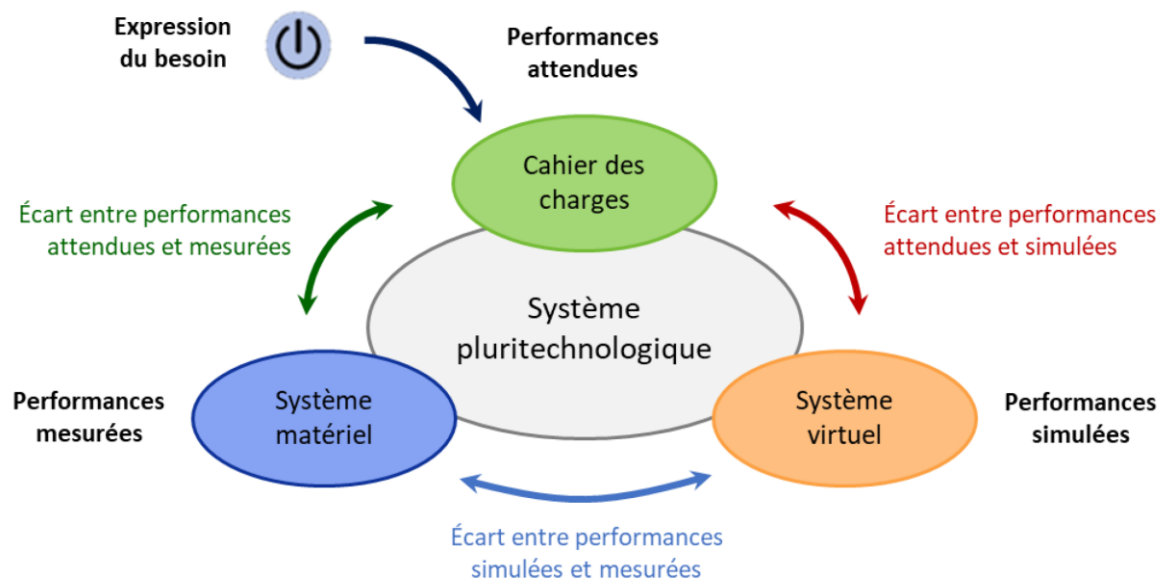 Expression
du besoin
Performances
attendues
Cahier des
charges
Écart entre performances
attendues et mesurées
Écart entre performances
attendues et simulées
Système
pluritechnologique
Performances
mesurées
Système
matériel
Système
virtuel
Performances
simulées
Écart entre performances
simulées et mesurées